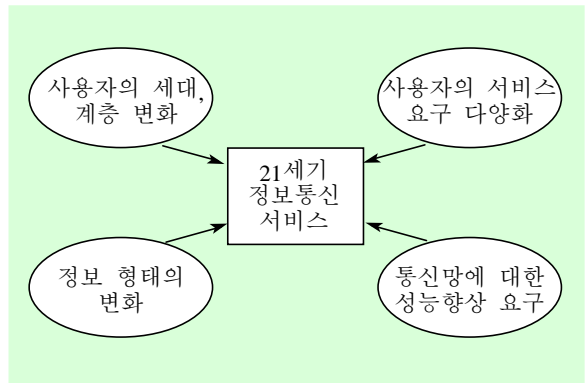 사용자의 세대,
계층 변화
사용자의 서비스
요구 다양화
21세기
정보통신
서비스
정보 형태의
변화
통신망에 대한
성능향상 요구